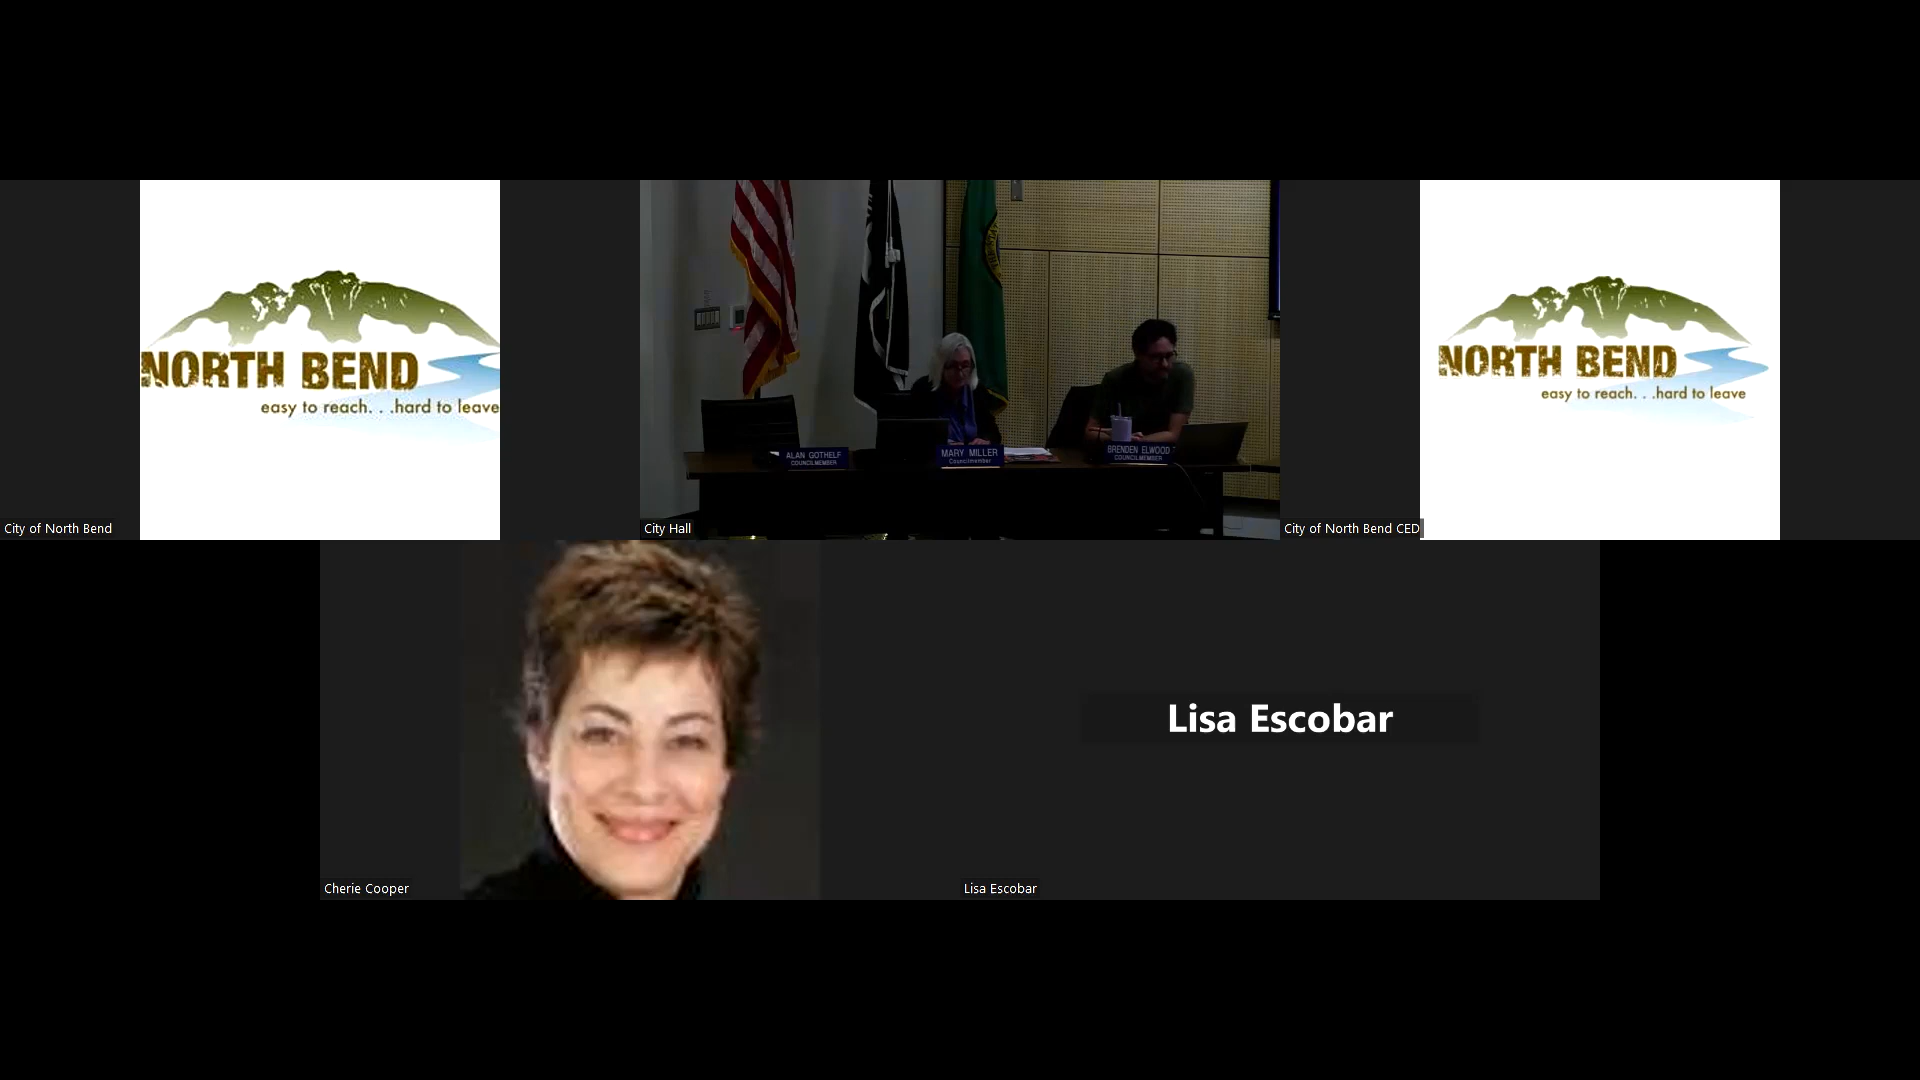 NORTH BEND
easy to reach. . .hard to leave
City of North Bend
ALAN GOTHELF
COUNCILMEMBER
MARY MILLER
Councilmember
BRENDEN ELWOOD
COUNCILMEMBER
City Hall
NORTH BEND
easy to reach. . .hard to leave
City of North Bend CED
Cherie Cooper
Lisa Escobar
Lisa Escobar